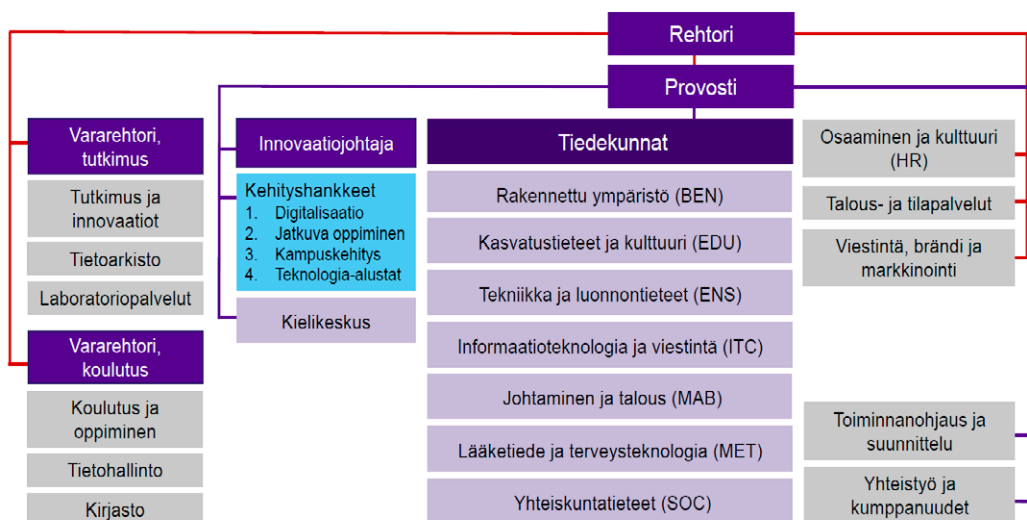 Rehtori
Provosti
Vararehtori,
tutkimus
Tutkimus ja
innovaatiot
Tietoarkisto
Laboratoriopalvelut
Vararehtori,
koulutus
Koulutus ja
oppiminen
Tietohallinto
Kirjasto
Innovaatiojohtaja
Kehityshankkeet
1. Digitalisaatio
2. Jatkuva oppiminen
3. Kampuskehitys
4. Teknologia-alustat
Kielikeskus
Tiedekunnat
Rakennettu ympäristö (BEN)
Kasvatustieteet ja kulttuuri (EDU)
Tekniikka ja luonnontieteet (ENS)
Informaatioteknologia ja viestintä (ITC)
Johtaminen ja talous (MAB)
Lääketiede ja terveysteknologia (MET)
Yhteiskuntatieteet (SOC)
Osaaminen ja kulttuuri
(HR)
Talous- ja tilapalvelut
Viestintä, brändi ja
markkinointi
Toiminnanohjaus ja
suunnittelu
Yhteistyö ja
kumppanuudet